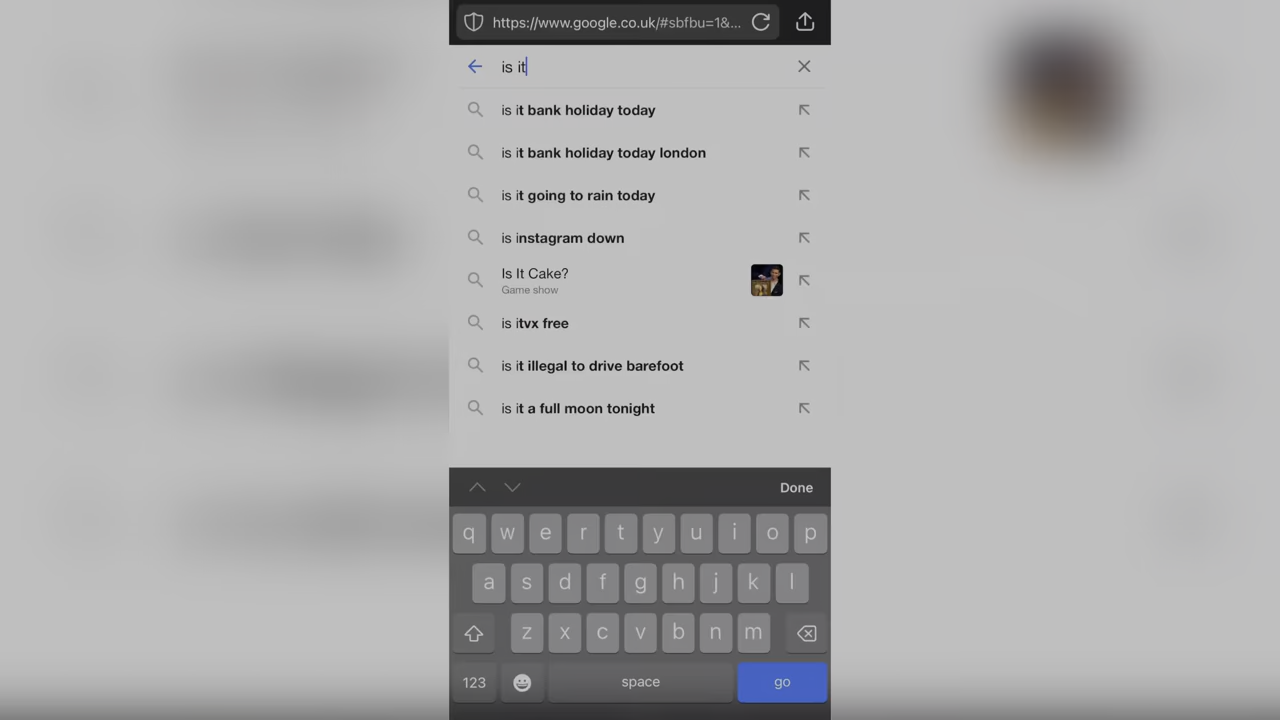 https://www.google.co.uk/#sbfbu=1&...
is it
is it bank holiday today
is it bank holiday today london
is it going to rain today
is instagram down
Is It Cake?
Game show
is itvx free
is it illegal to drive barefoot
is it a full moon tonight
Done
q w e r t y u i o p
a s d f g h j k l
z x c v b n m
123 space go